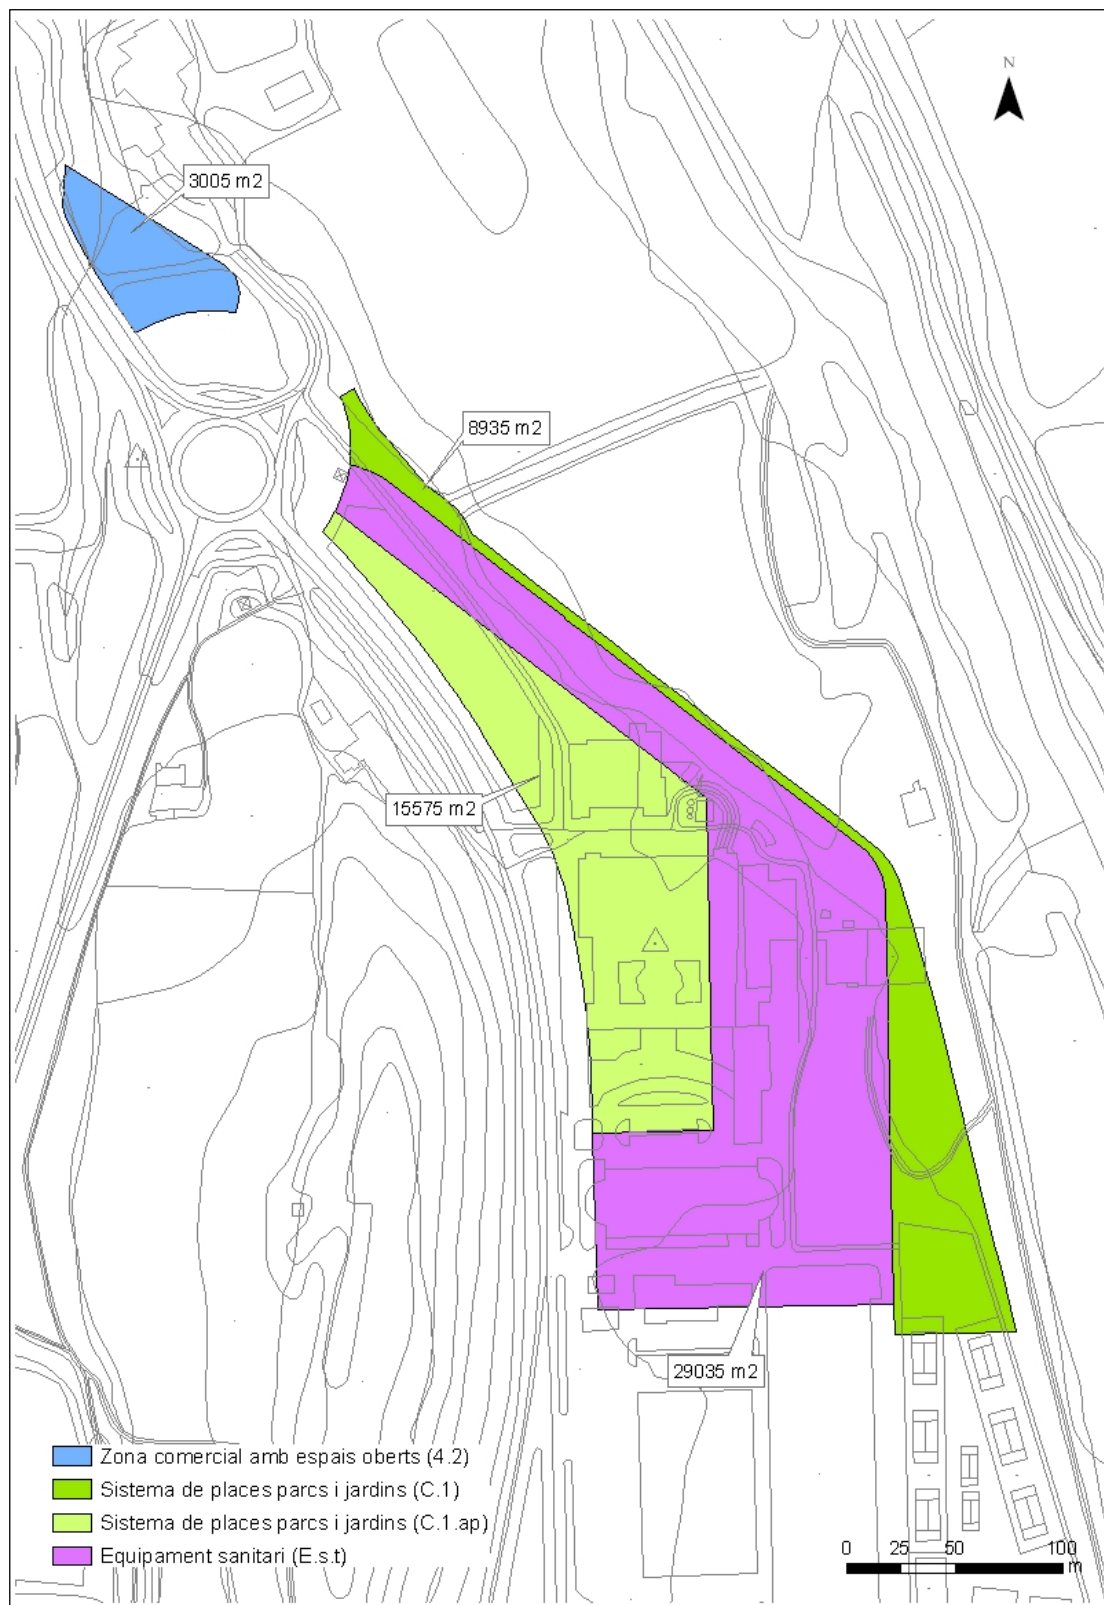 N
3005 m2
8935 m2
15575 m2
29035 m2
Zona comercial amb espais oberts (4.2)
Sistema de places parcs i jardins (C.1)
Sistema de places parcs i jardins (C.1.ap)
Equipament sanitari (E.s.t)
0 25 50 100
m